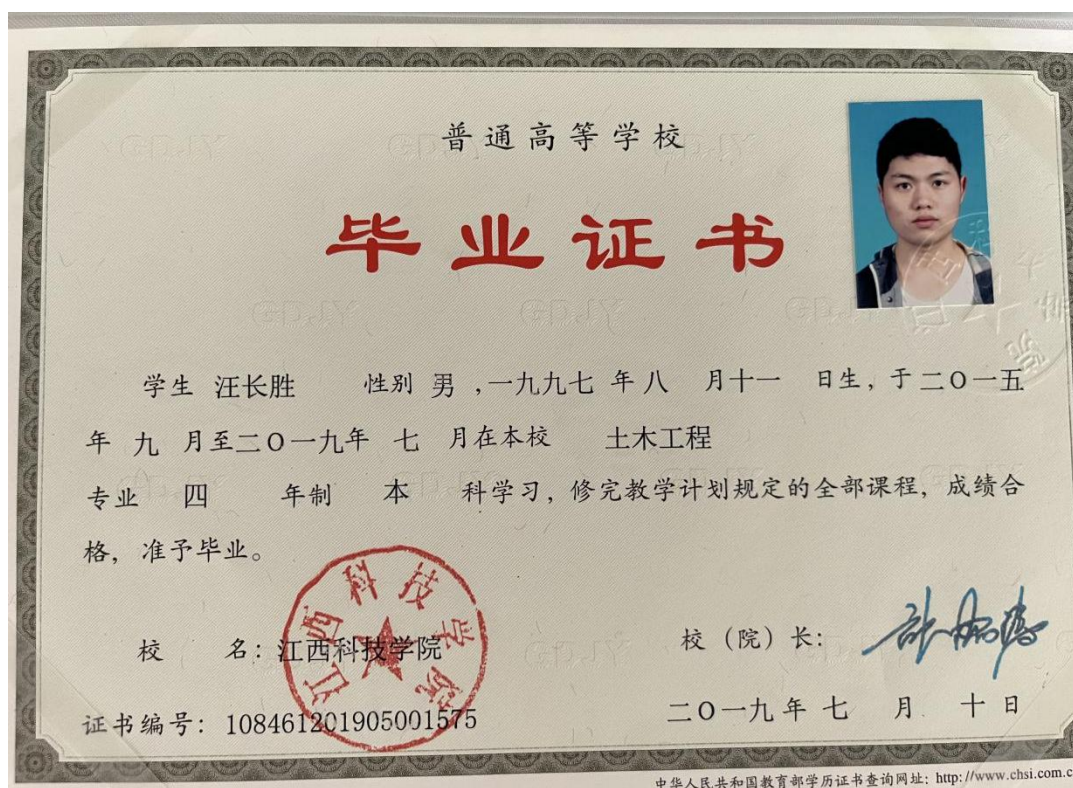 普通高等学校
毕业证书
学生 汪长胜 性别 男 ,一九九七 年 八 月十一 日生，于二〇一五
年 九 月至二〇一九年 七 月在本校 土木工程
专业 四 年制 本 科学习，修完教学计划规定的全部课程，成绩合
格，准予毕业。
江西科技学院
校 名：江西科技学院 校（院）长：
证书编号：108461201905001575 二〇一九年 七 月 十日
中华人民共和国教育部学历证书查询网址：http://www.chsi.com.c